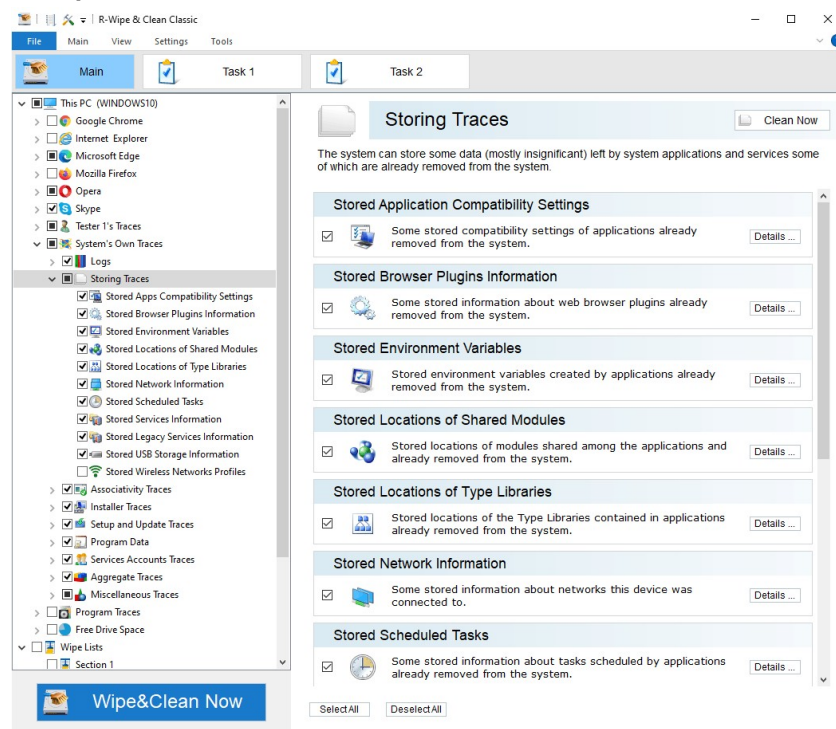 R-Wipe & Clean Classic
File Main View Settings Tools
Main Task 1 Task 2
This PC (WINDOWS10)
Google Chrome
Internet Explorer
Microsoft Edge
Mozilla Firefox
Opera
Skype
Tester 1's Traces
System's Own Traces
Logs
Storing Traces
Stored Apps Compatibility Settings
Stored Browser Plugins Information
Stored Environment Variables
Stored Locations of Shared Modules
Stored Locations of Type Libraries
Stored Network Information
Stored Scheduled Tasks
Stored Services Information
Stored Legacy Services Information
Stored USB Storage Information
Stored Wireless Networks Profiles
Associativity Traces
Installer Traces
Setup and Update Traces
Program Data
Services Accounts Traces
Aggregate Traces
Miscellaneous Traces
Program Traces
Free Drive Space
Wipe Lists
Section 1
Wipe&Clean Now
Storing Traces
Clean Now
The system can store some data (mostly insignificant) left by system applications and services some
of which are already removed from the system.
Stored Application Compatibility Settings
Some stored compatibility settings of applications already
removed from the system.
Details ...
Stored Browser Plugins Information
Some stored information about web browser plugins already
removed from the system.
Details ...
Stored Environment Variables
Stored environment variables created by applications already
removed from the system.
Details ...
Stored Locations of Shared Modules
Stored locations of modules shared among the applications and
already removed from the system.
Details ...
Stored Locations of Type Libraries
Stored locations of the Type Libraries contained in applications
already removed from the system.
Details ...
Stored Network Information
Some stored information about networks this device was
connected to.
Details ...
Stored Scheduled Tasks
Some stored information about tasks scheduled by applications
already removed from the system.
Details ...
Select All Deselect All